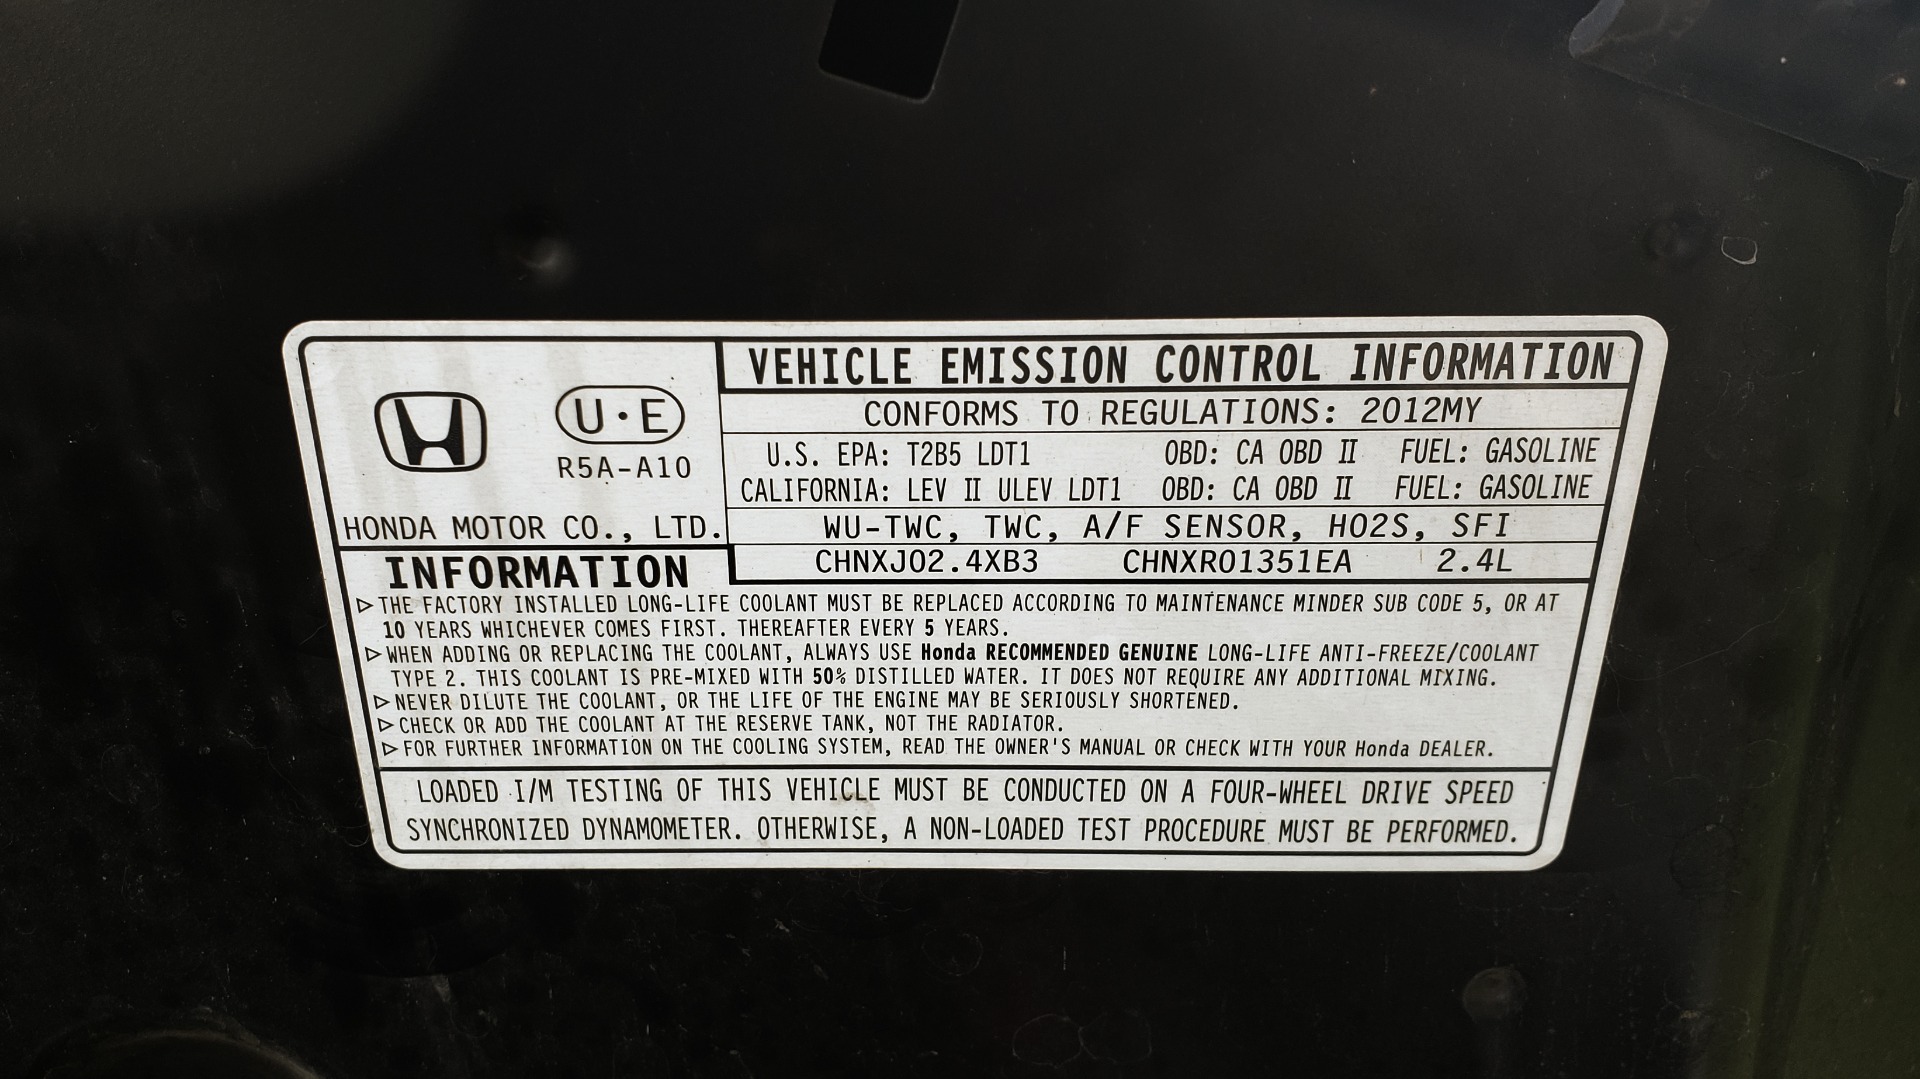 VEHICLE EMISSION CONTROL INFORMATION
CONFORMS TO REGULATIONS: 2012MY
U·E
R5A-A10
HONDA MOTOR CO., LTD.
U.S. EPA: T2B5 LDT1 OBD: CA OBD II FUEL: GASOLINE
CALIFORNIA: LEV II ULEV LDT1 OBD: CA OBD II FUEL: GASOLINE
WU-TWC, TWC, A/F SENSOR, HO2S, SFI
CHNXJ02.4XB3 CHNXR01351EA 2.4L
INFORMATION
▷THE FACTORY INSTALLED LONG-LIFE COOLANT MUST BE REPLACED ACCORDING TO MAINTENANCE MINDER SUB CODE 5, OR AT
10 YEARS WHICHEVER COMES FIRST. THEREAFTER EVERY 5 YEARS.
▷WHEN ADDING OR REPLACING THE COOLANT, ALWAYS USE Honda RECOMMENDED GENUINE LONG-LIFE ANTI-FREEZE/COOLANT
TYPE 2. THIS COOLANT IS PRE-MIXED WITH 50% DISTILLED WATER. IT DOES NOT REQUIRE ANY ADDITIONAL MIXING.
▷NEVER DILUTE THE COOLANT, OR THE LIFE OF THE ENGINE MAY BE SERIOUSLY SHORTENED.
▷CHECK OR ADD THE COOLANT AT THE RESERVE TANK, NOT THE RADIATOR.
▷FOR FURTHER INFORMATION ON THE COOLING SYSTEM, READ THE OWNER'S MANUAL OR CHECK WITH YOUR Honda DEALER.
LOADED I/M TESTING OF THIS VEHICLE MUST BE CONDUCTED ON A FOUR-WHEEL DRIVE SPEED
SYNCHRONIZED DYNAMOMETER. OTHERWISE, A NON-LOADED TEST PROCEDURE MUST BE PERFORMED.